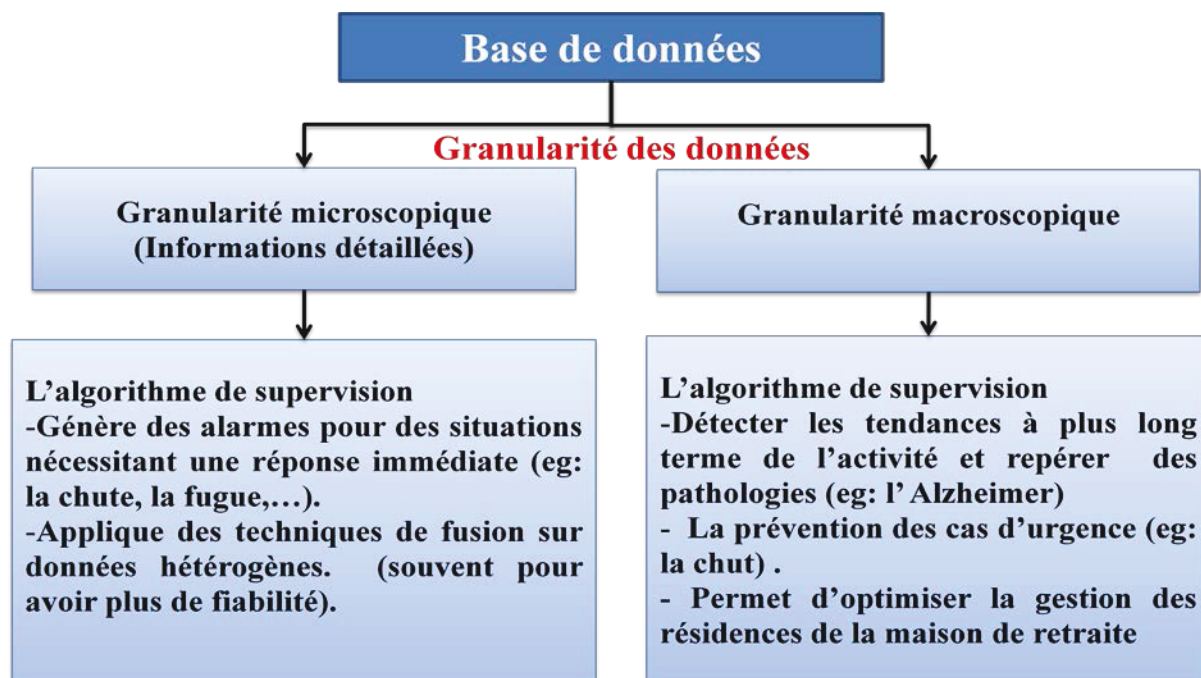 Base de données
Granularité des données
Granularité microscopique
(Informations détaillées)
Granularité macroscopique
L'algorithme de supervision
-Génère des alarmes pour des situations
nécessitant une réponse immédiate (eg:
la chute, la fugue,…).
-Applique des techniques de fusion sur
données hétérogènes. (souvent pour
avoir plus de fiabilité).
L'algorithme de supervision
-Détecter les tendances à plus long
terme de l'activité et repérer des
pathologies (eg: l' Alzheimer)
- La prévention des cas d'urgence (eg:
la chut) .
- Permet d'optimiser la gestion des
résidences de la maison de retraite